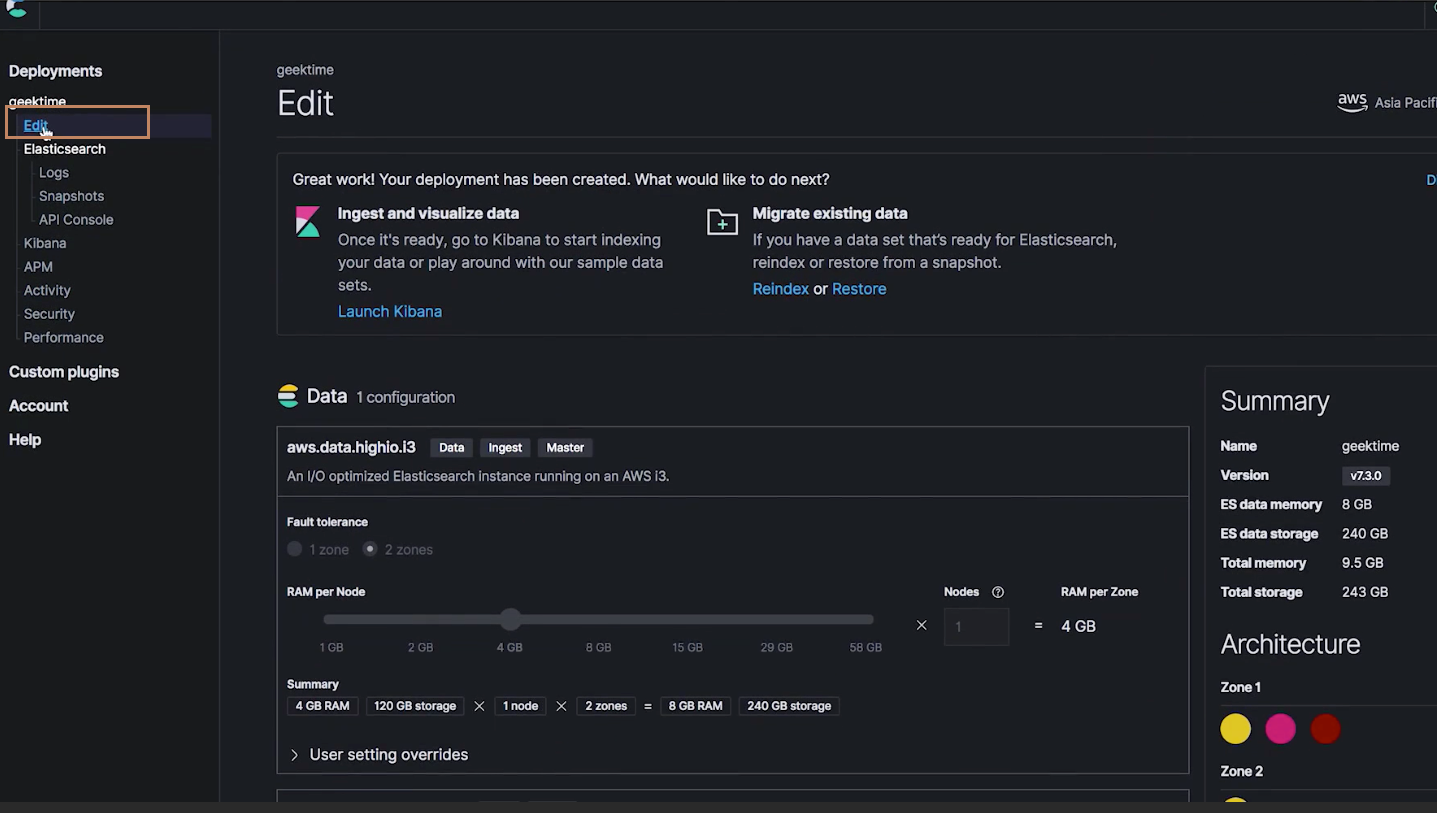 Deployments
geektime
Edit
Elasticsearch
Logs
Snapshots
API Console
Kibana
APM
Activity
Security
Performance
Custom plugins
Account
Help
geektime
Edit
aws
Great work! Your deployment has been created. What would like to do next?
Ingest and visualize data
Once it's ready, go to Kibana to start indexing
your data or play around with our sample data
sets.
Launch Kibana
Migrate existing data
If you have a data set that's ready for Elasticsearch,
reindex or restore from a snapshot.
Reindex or Restore
Data 1 configuration
aws.data.highio.i3 Data Ingest Master
An I/O optimized Elasticsearch instance running on an AWS i3.
Fault tolerance
1 zone 2 zones
RAM per Node Nodes RAM per Zone
× 1 = 4 GB
1 GB 2 GB 4 GB 8 GB 15 GB 29 GB 58 GB
Summary
4 GB RAM 120 GB storage × 1 node × 2 zones = 8 GB RAM 240 GB storage
User setting overrides
Asia Pacif
D
Summary
Name geektime
Version v7.3.0
ES data memory 8 GB
ES data storage 240 GB
Total memory 9.5 GB
Total storage 243 GB
Architecture
Zone 1
Zone 2